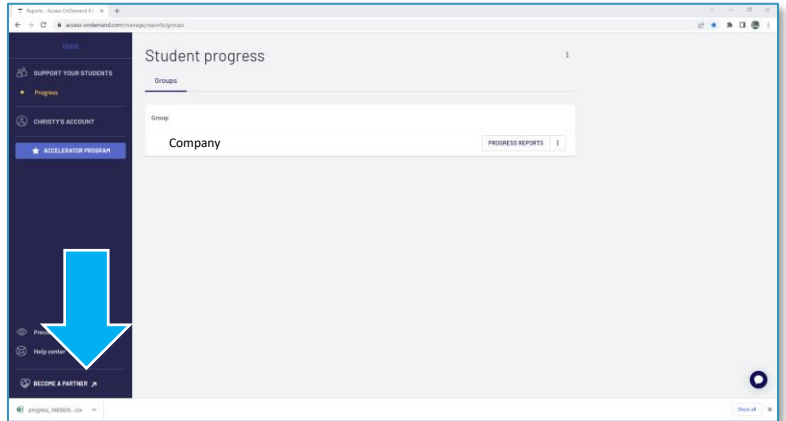 Reports - Access OnDemand
access-ondemand.com/manage/reports/groups
Home
Student progress
SUPPORT YOUR STUDENTS
Groups
Progress
Group
CHRISTY'S ACCOUNT
Company
PROGRESS REPORTS
ACCELERATOR PROGRAM
Help center
BECOME A PARTNER
Show all